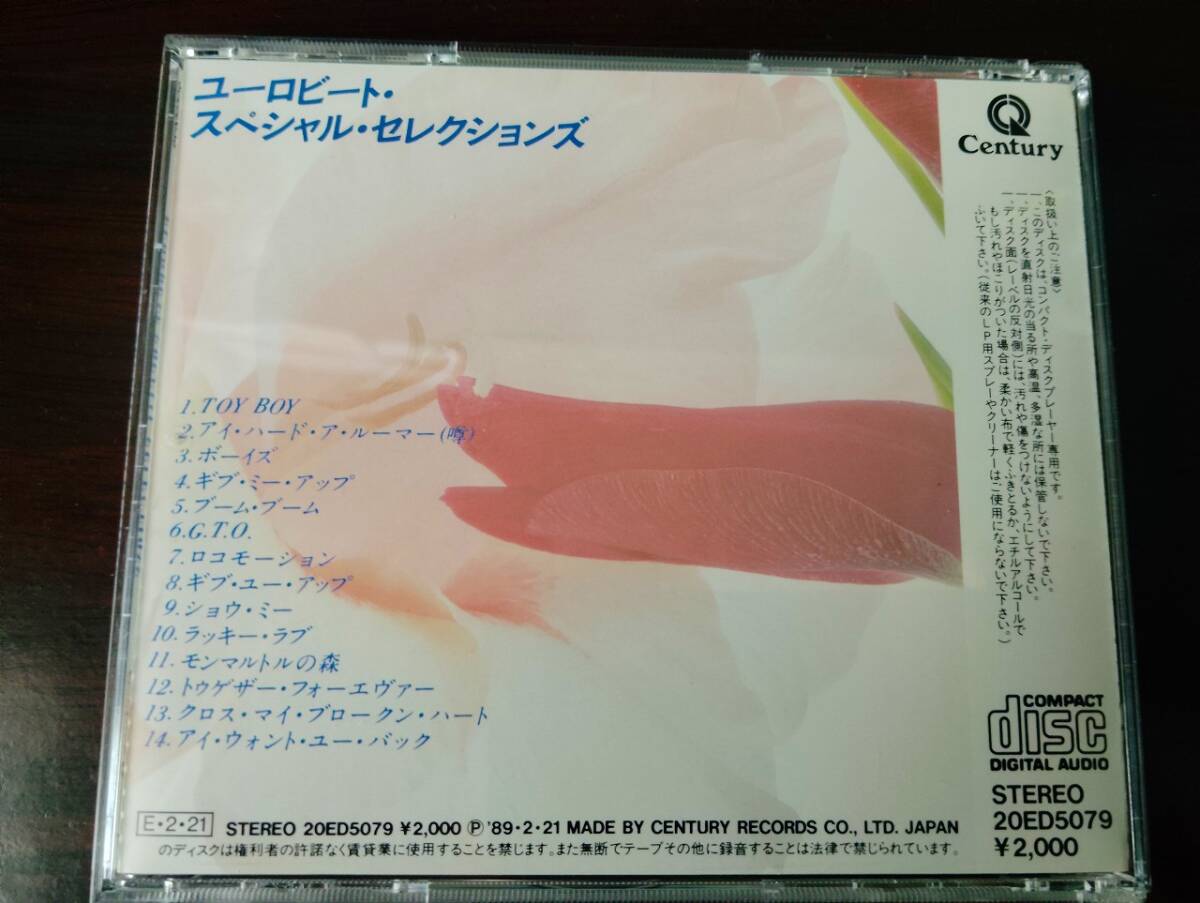 ユーロビート・
スペシャル・セレクションズ
1.TOY BOY
2.アイ・ハード・ア・ルーマー(噂)
3.ボーイズ
4.ギブ・ミー・アップ
5.ブーム・ブーム
6.G.T.O.
7.ロコモーション
8.ギブ・ユー・アップ
9.ショウ・ミー
10.ラッキー・ラブ
11.モンマルトルの森
12.トゥゲザー・フォーエヴァー
13.クロス・マイ・ブロークン・ハート
14.アイ・ウォント・ユー・バック
Century
〈取扱い上のご注意〉
一、このディスクは、コンパクト・ディスクプレーヤー専用です。
一、ディスクを直射日光の当る所や高温、多湿な所には保管しないで下さい。
一、ディスク面(レーベルの反対側)には、汚れや傷をつけないようにして下さい。
もし汚れやほこりがついた場合は、柔かい布で軽くふきとるか、エチルアルコールで
ふいて下さい。(従来のLP用スプレーやクリーナーはご使用にならないで下さい。)
COMPACT
disc
DIGITAL AUDIO
STEREO
20ED5079
¥2,000
E・2・21 STEREO 20ED5079 ¥2,000 Ⓟ '89・2・21 MADE BY CENTURY RECORDS CO., LTD. JAPAN
のディスクは権利者の許諾なく賃貸業に使用することを禁じます。また無断でテープその他に録音することは法律で禁じられています。